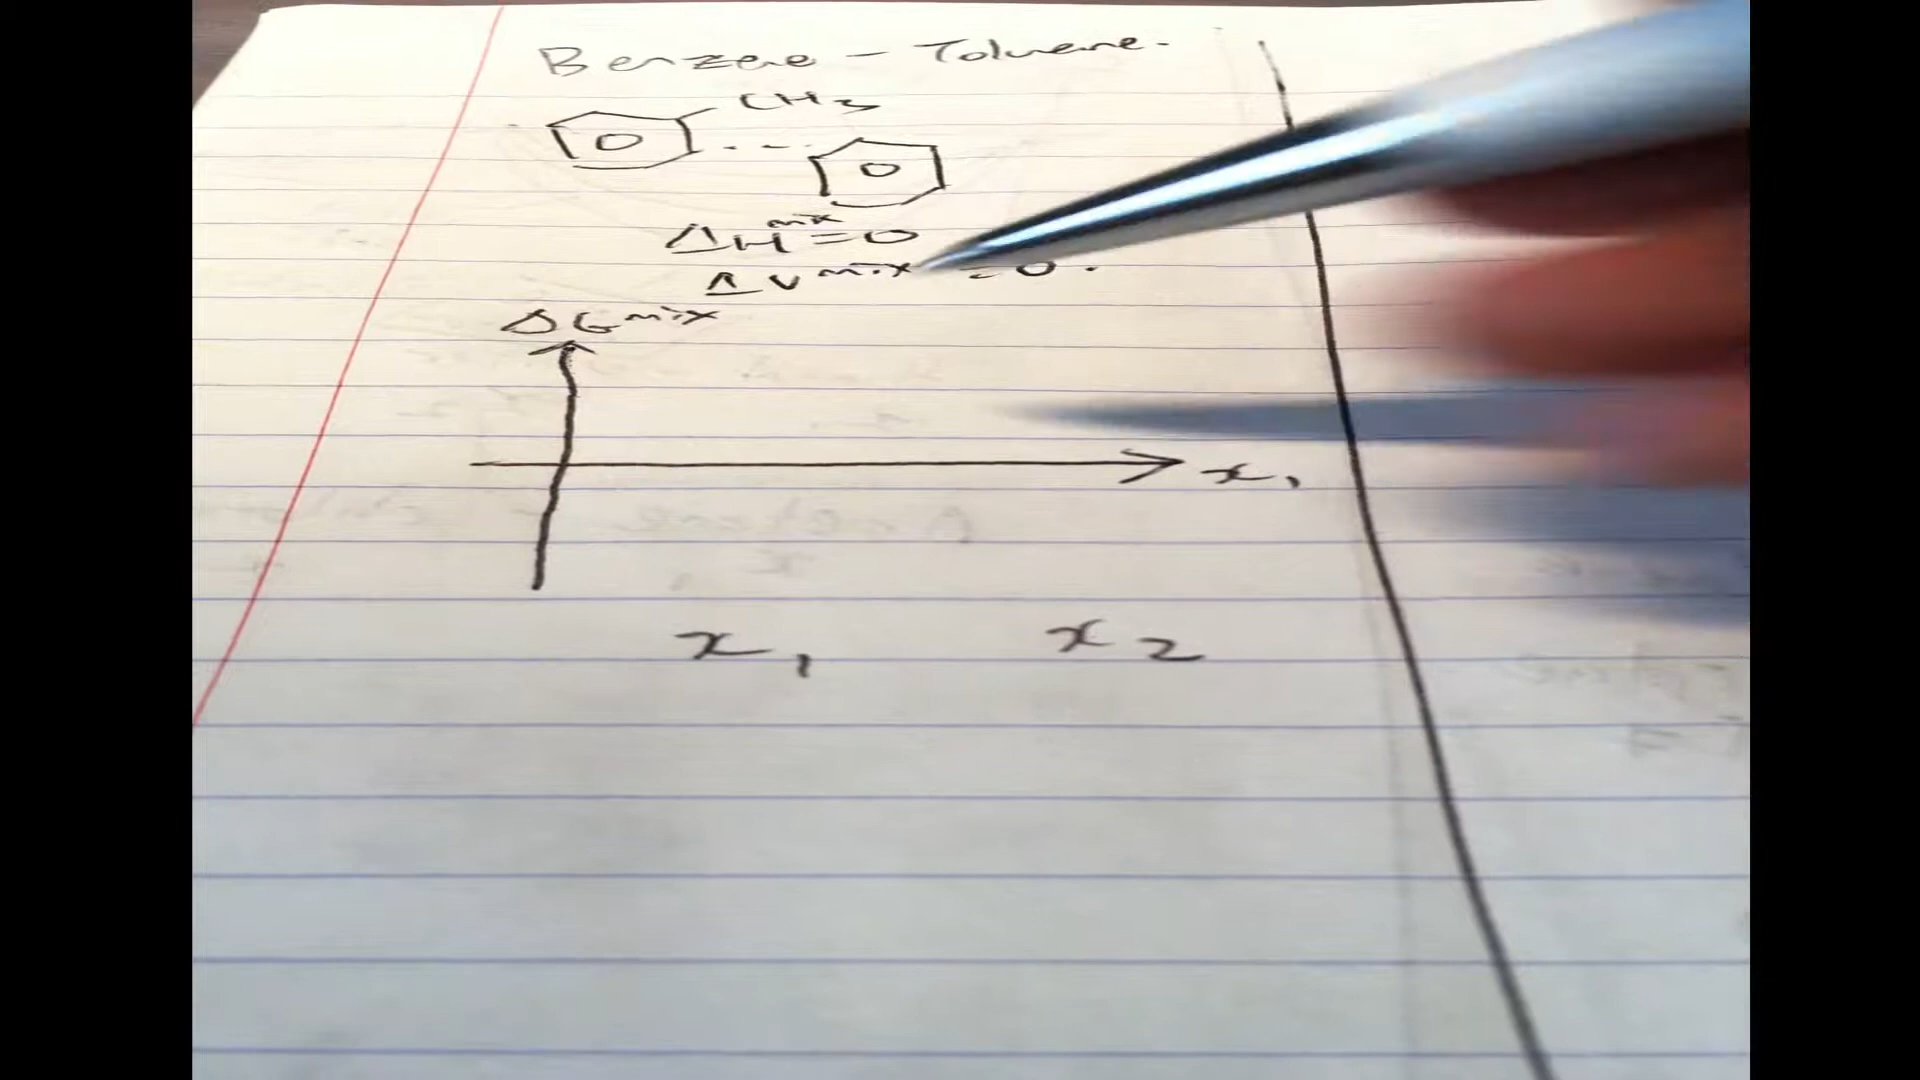 Benzene - Toluene.
CH3
ΔH mix = 0
ΔV mix = 0.
ΔG mix
x1
x1 x2